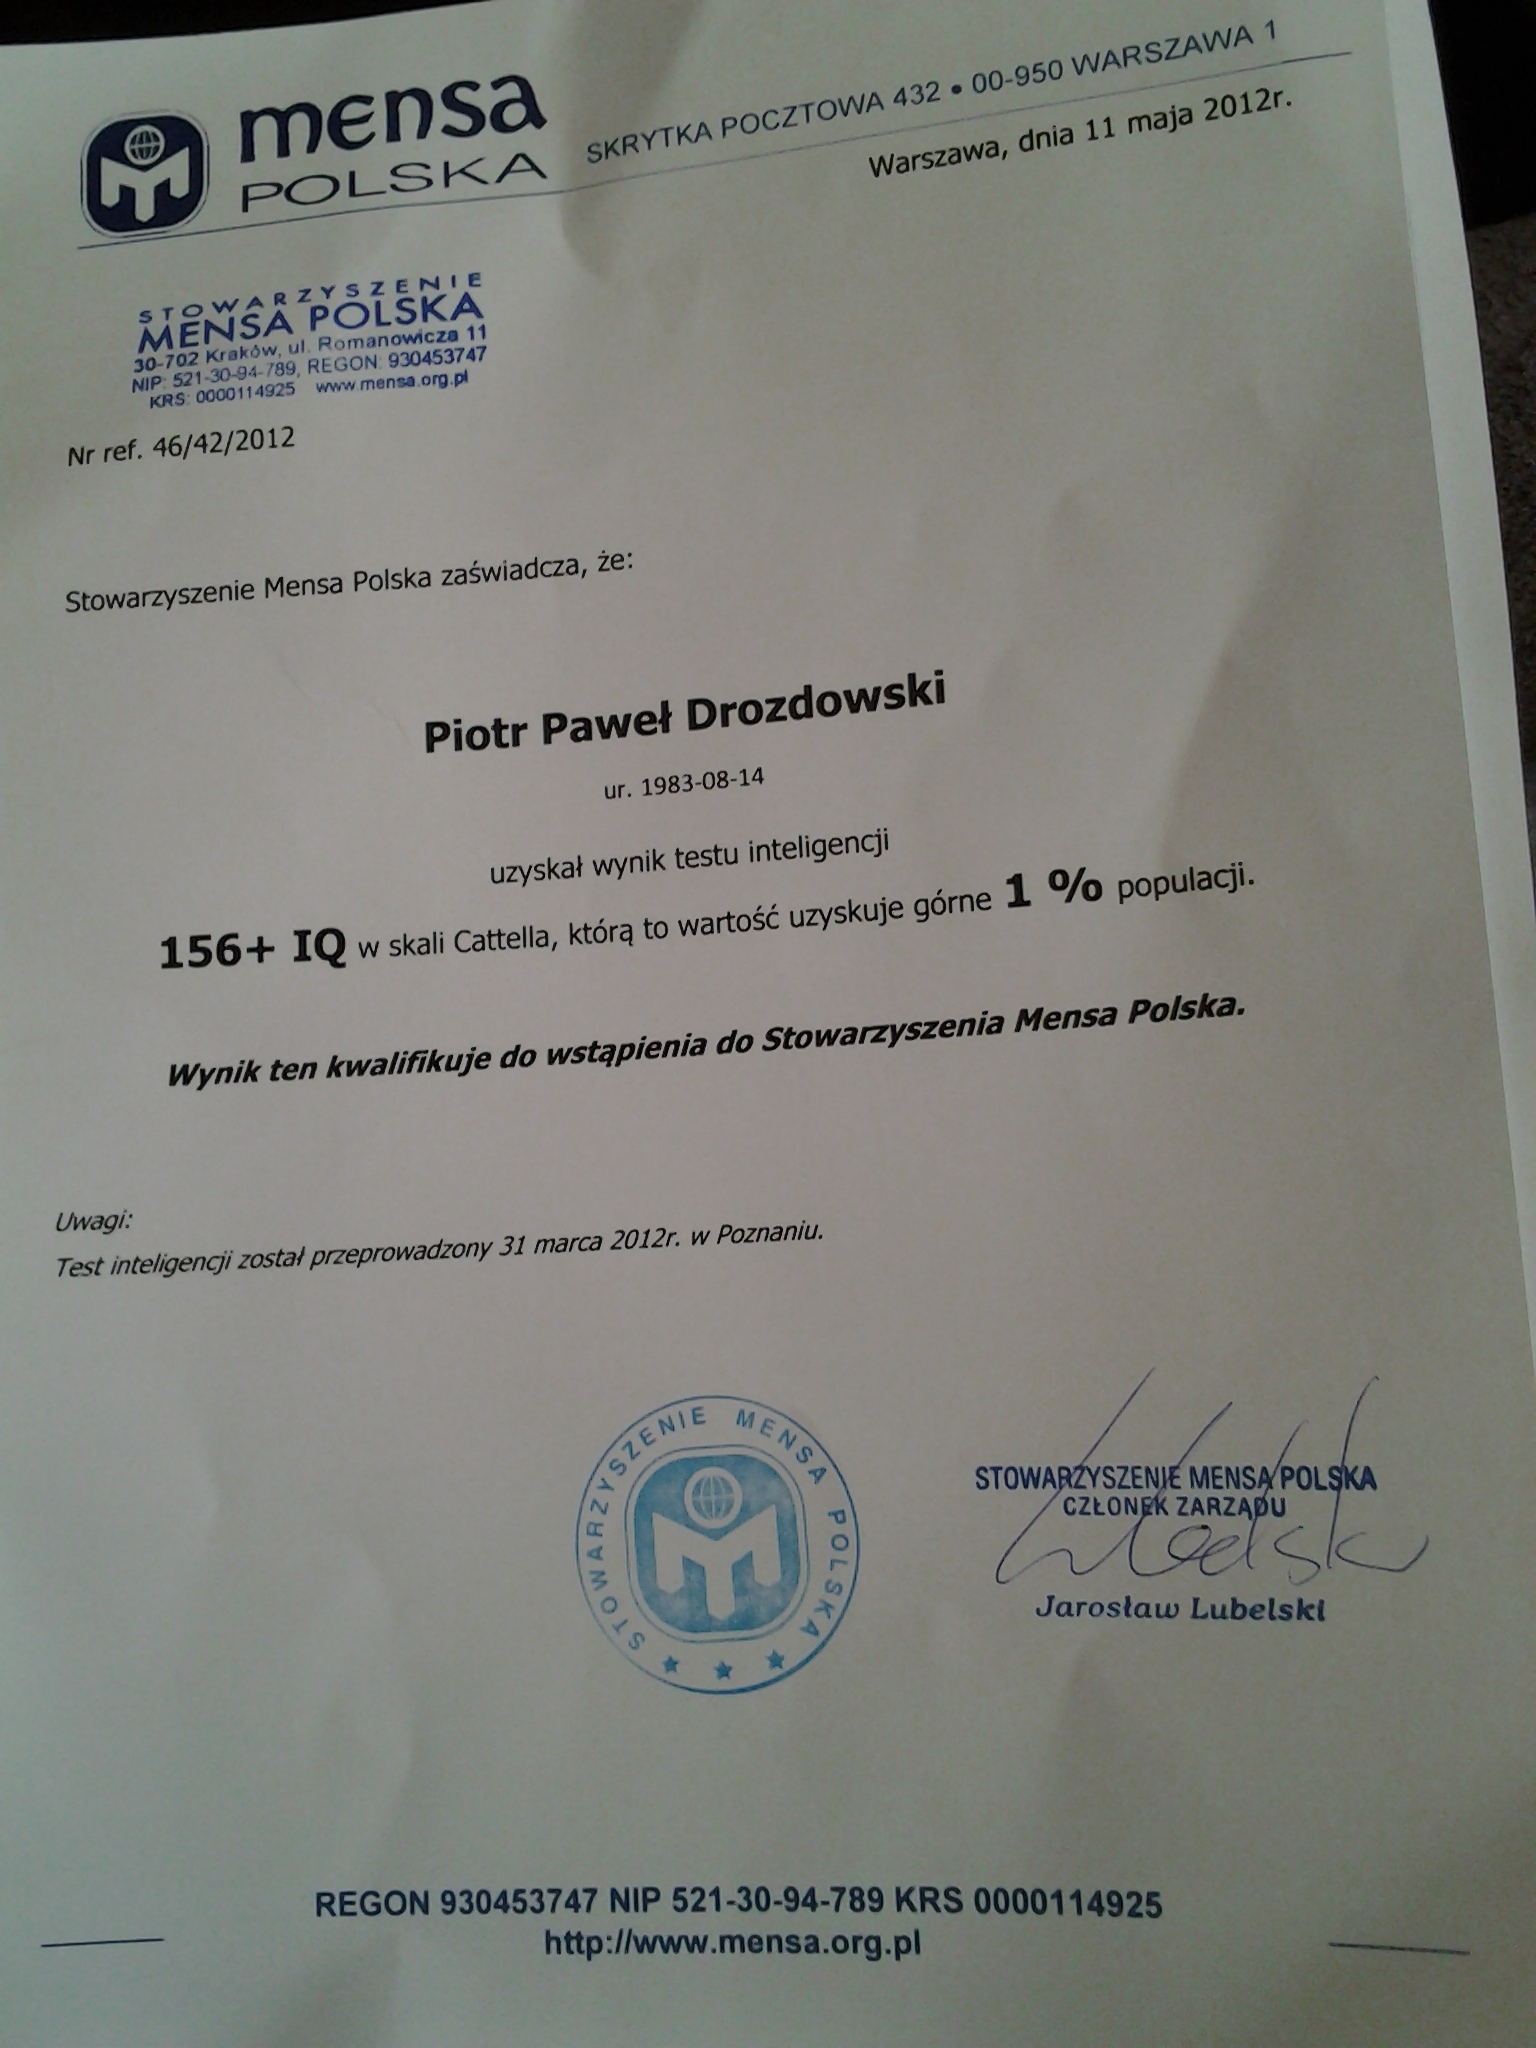 mensa
POLSKA
SKRYTKA POCZTOWA 432 • 00-950 WARSZAWA 1
Warszawa, dnia 11 maja 2012r.
STOWARZYSZENIE
MENSA POLSKA
30-702 Kraków, ul. Romanowicza 11
NIP: 521-30-94-789, REGON: 930453747
KRS: 0000114925 www.mensa.org.pl
Nr ref. 46/42/2012
Stowarzyszenie Mensa Polska zaświadcza, że:
Piotr Paweł Drozdowski
ur. 1983-08-14
uzyskał wynik testu inteligencji
156+ IQ w skali Cattella, którą to wartość uzyskuje górne 1 % populacji.
Wynik ten kwalifikuje do wstąpienia do Stowarzyszenia Mensa Polska.
Uwagi:
Test inteligencji został przeprowadzony 31 marca 2012r. w Poznaniu.
STOWARZYSZENIE MENSA POLSKA
STOWARZYSZENIE MENSA POLSKA
CZŁONEK ZARZĄDU
Jarosław Lubelski
REGON 930453747 NIP 521-30-94-789 KRS 0000114925
http://www.mensa.org.pl